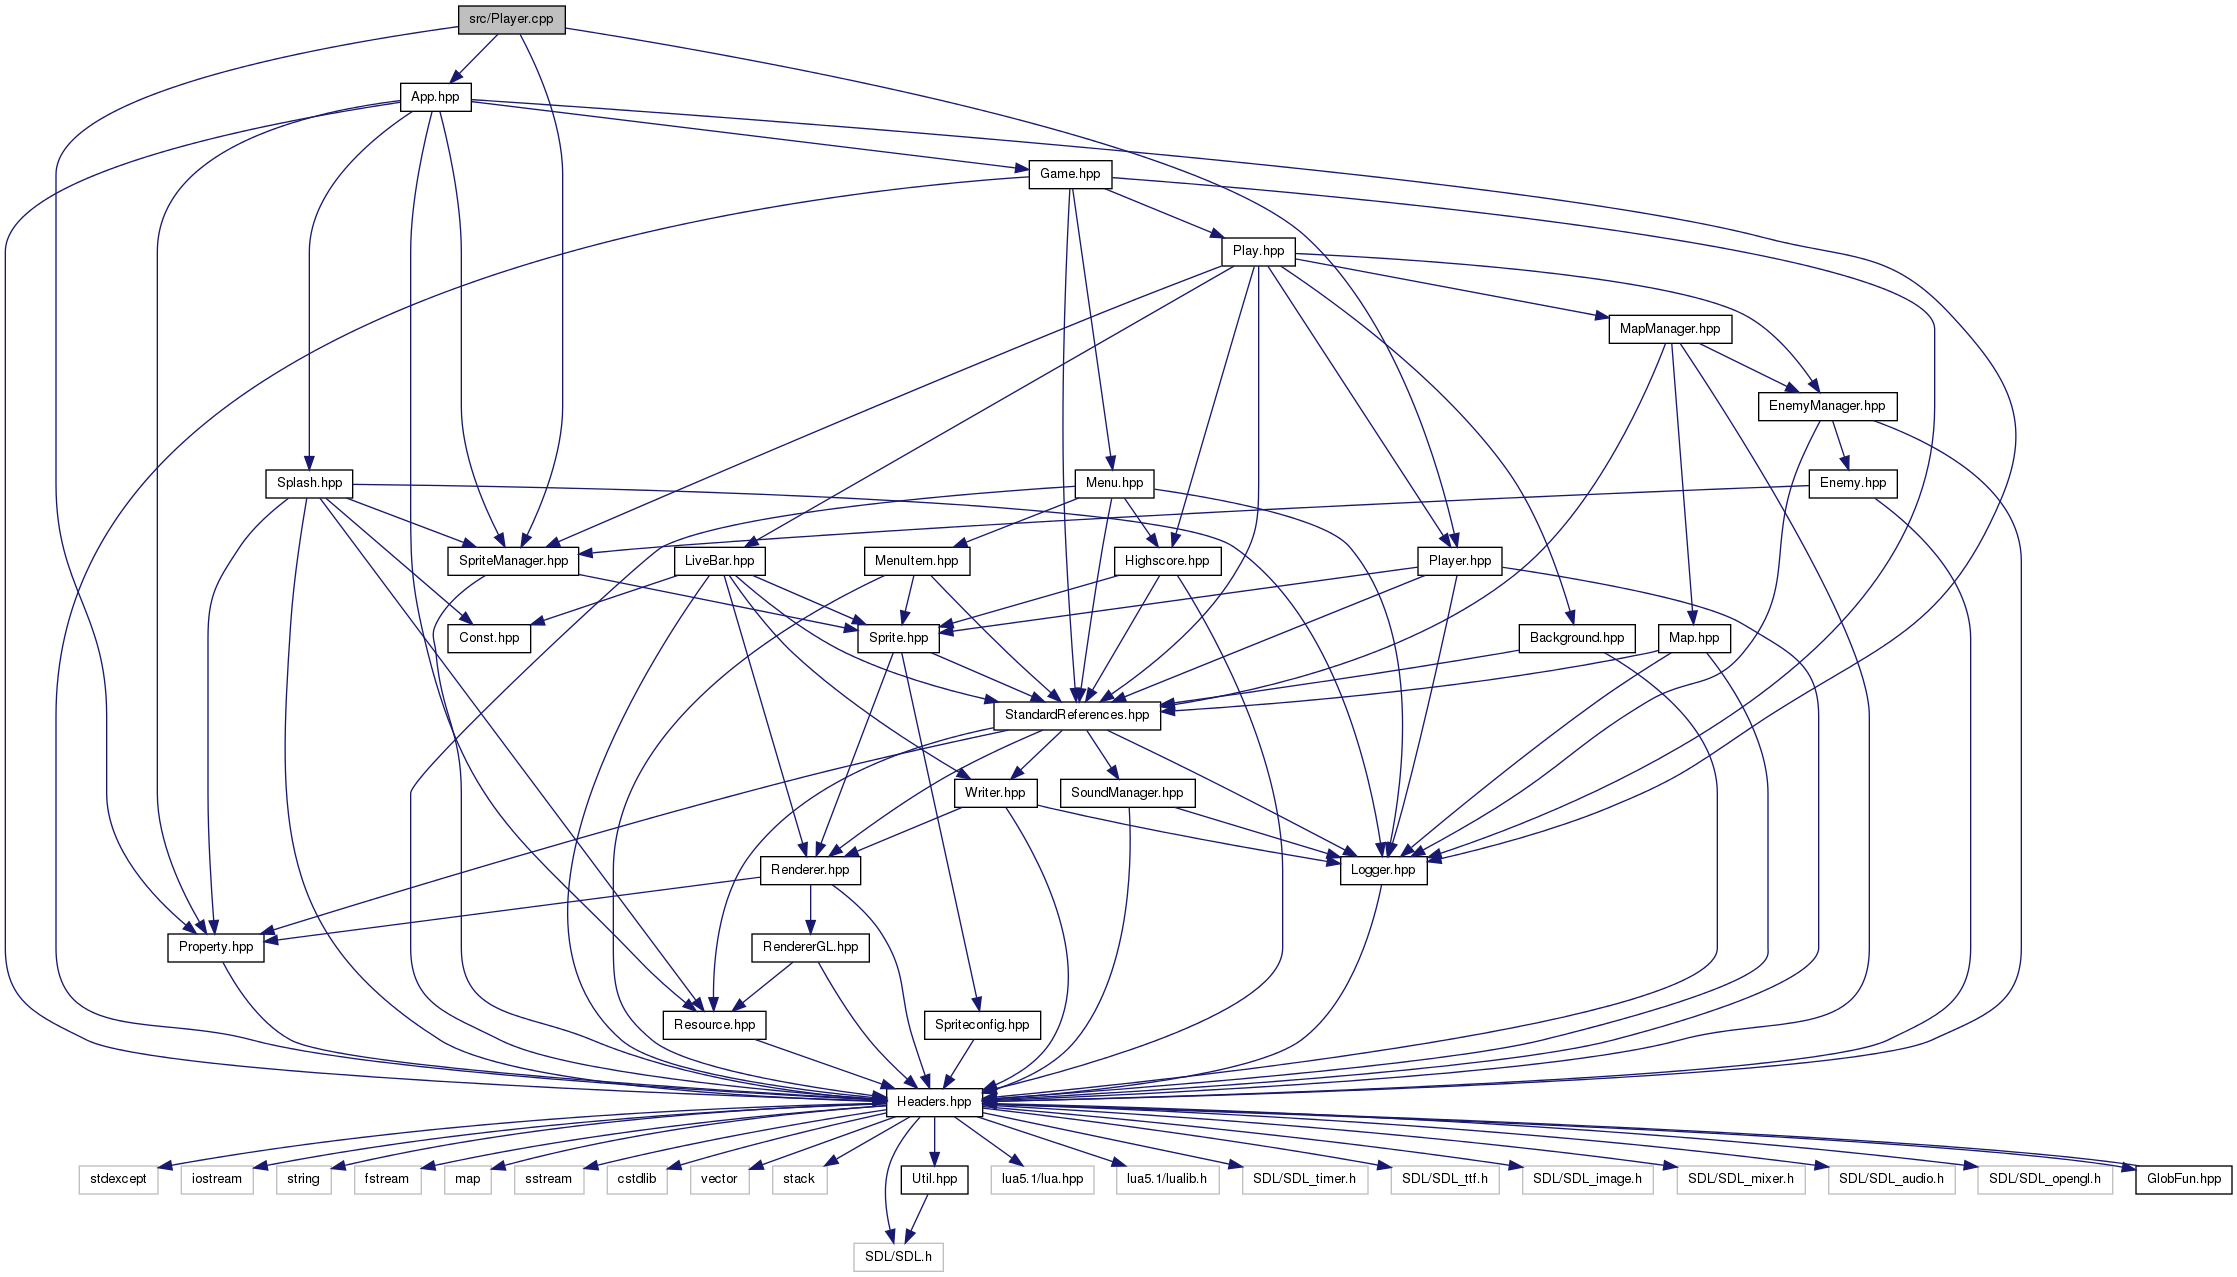 src/Player.cpp
App.hpp
Game.hpp
Play.hpp
MapManager.hpp
EnemyManager.hpp
Splash.hpp
Menu.hpp
Enemy.hpp
SpriteManager.hpp
LiveBar.hpp
MenuItem.hpp
Highscore.hpp
Player.hpp
Const.hpp
Sprite.hpp
Background.hpp
Map.hpp
StandardReferences.hpp
Writer.hpp
SoundManager.hpp
Renderer.hpp
Logger.hpp
Property.hpp
RendererGL.hpp
Resource.hpp
Spriteconfig.hpp
Headers.hpp
stdexcept
iostream
string
fstream
map
sstream
cstdlib
vector
stack
Util.hpp
lua5.1/lua.hpp
lua5.1/lualib.h
SDL/SDL_timer.h
SDL/SDL_ttf.h
SDL/SDL_image.h
SDL/SDL_mixer.h
SDL/SDL_audio.h
SDL/SDL_opengl.h
GlobFun.hpp
SDL/SDL.h